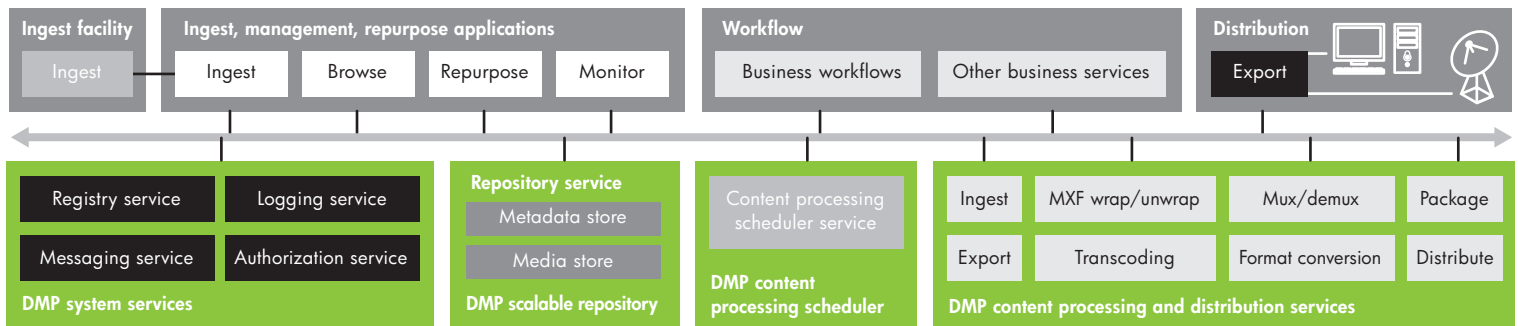 Ingest facility
Ingest
Ingest, management, repurpose applications
Ingest
Browse
Repurpose
Monitor
Workflow
Business workflows
Other business services
Distribution
Export
Registry service
Logging service
Messaging service
Authorization service
DMP system services
Repository service
Metadata store
Media store
DMP scalable repository
Content processing
scheduler service
DMP content
processing scheduler
Ingest
MXF wrap/unwrap
Mux/demux
Package
Export
Transcoding
Format conversion
Distribute
DMP content processing and distribution services